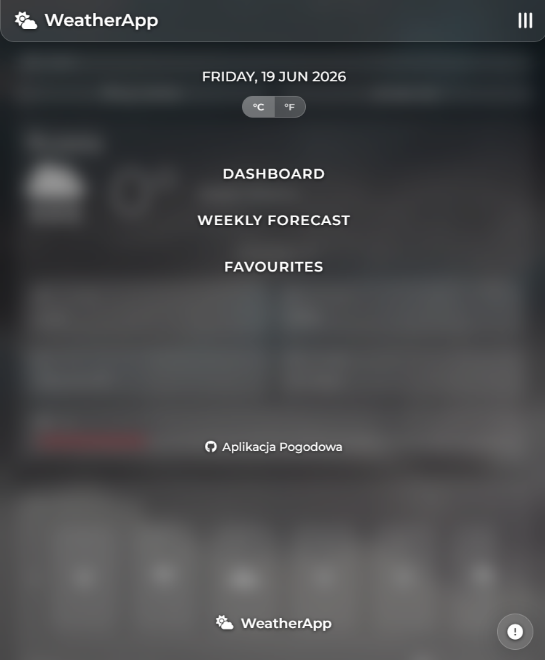 WeatherApp
FRIDAY, 19 JUN 2026
°C °F
DASHBOARD
WEEKLY FORECAST
FAVOURITES
Aplikacja Pogodowa
WeatherApp